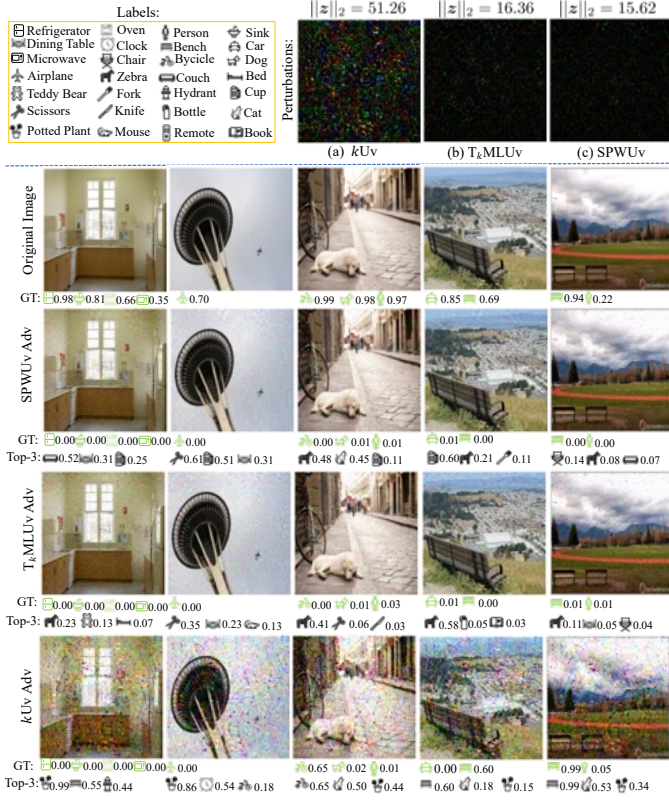 Labels:
Refrigerator Oven Person Sink
Dining Table Clock Bench Car
Microwave Chair Bycicle Dog
Airplane Zebra Couch Bed
Teddy Bear Fork Hydrant Cup
Scissors Knife Bottle Cat
Potted Plant Mouse Remote Book
||z||₂ = 51.26 ||z||₂ = 16.36 ||z||₂ = 15.62
Perturbations:
(a) kUv (b) TₖMLUv (c) SPWUv
Original Image
GT: 0.98 0.81 0.66 0.35 0.70 0.99 0.98 0.97 0.85 0.69 0.94 0.22
SPWUv Adv
GT: 0.00 0.00 0.00 0.00 0.00 0.00 0.01 0.01 0.01 0.00 0.00 0.00
Top-3: 0.52 0.31 0.25 0.61 0.51 0.31 0.48 0.45 0.11 0.60 0.21 0.11 0.14 0.08 0.07
TₖMLUv Adv
GT: 0.00 0.00 0.00 0.00 0.00 0.00 0.01 0.03 0.01 0.00 0.01 0.01
Top-3: 0.23 0.13 0.07 0.35 0.23 0.13 0.41 0.06 0.03 0.58 0.05 0.03 0.11 0.05 0.04
kUv Adv
GT: 0.00 0.00 0.00 0.00 0.00 0.65 0.02 0.01 0.00 0.60 0.99 0.05
Top-3: 0.99 0.55 0.44 0.86 0.54 0.18 0.65 0.50 0.44 0.60 0.18 0.15 0.99 0.53 0.34